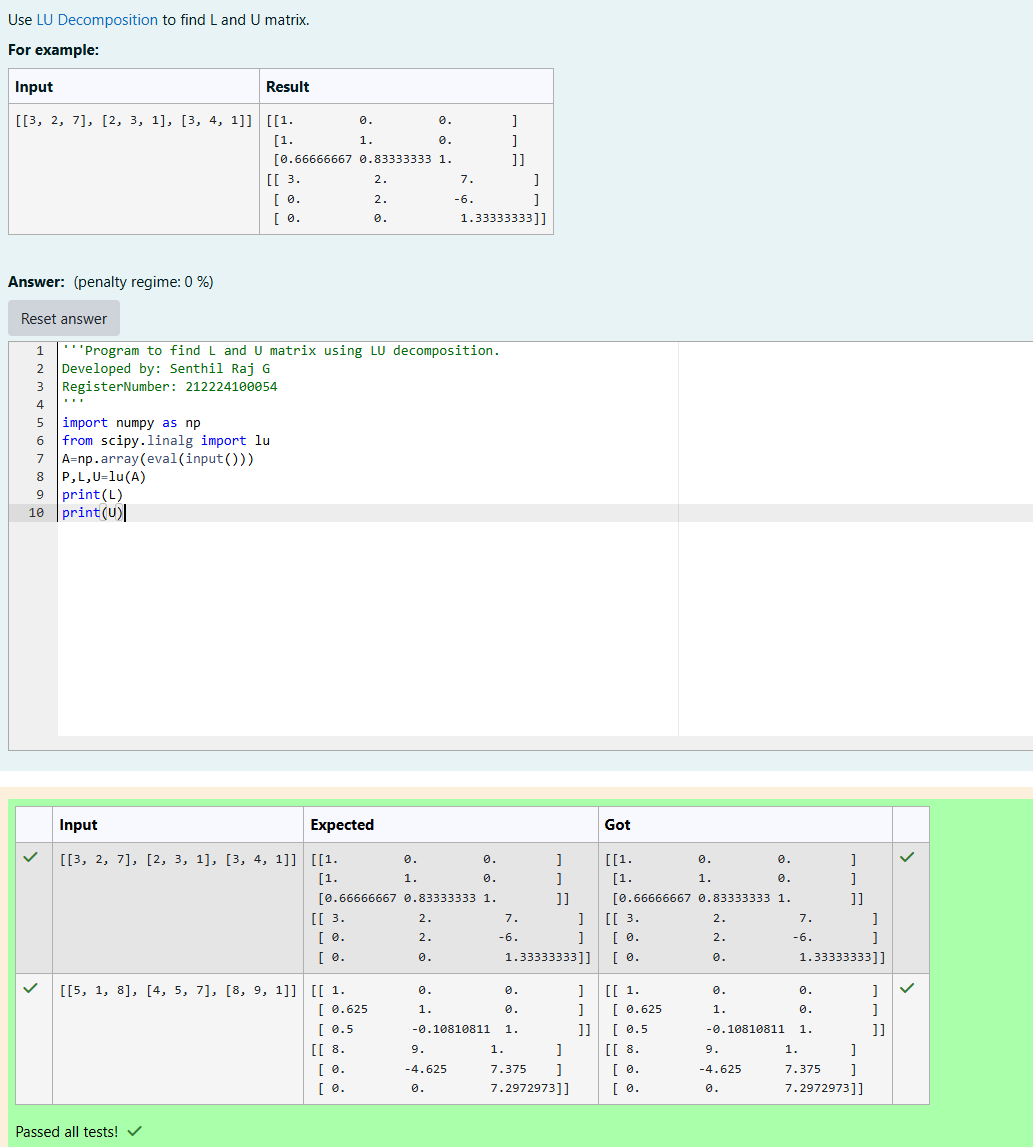 Use LU Decomposition to find L and U matrix.
For example:
Input Result
[[3, 2, 7], [2, 3, 1], [3, 4, 1]] [[1. 0. 0. ]
[1. 1. 0. ]
[0.66666667 0.83333333 1. ]]
[[ 3. 2. 7. ]
[ 0. 2. -6. ]
[ 0. 0. 1.33333333]]
Answer: (penalty regime: 0 %)
Reset answer
1 '''Program to find L and U matrix using LU decomposition.
2 Developed by: Senthil Raj G
3 RegisterNumber: 212224100054
4 '''
5 import numpy as np
6 from scipy.linalg import lu
7 A=np.array(eval(input()))
8 P,L,U=lu(A)
9 print(L)
10 print(U)
Input Expected Got
[[3, 2, 7], [2, 3, 1], [3, 4, 1]] [[1. 0. 0. ] [[1. 0. 0. ]
[1. 1. 0. ] [1. 1. 0. ]
[0.66666667 0.83333333 1. ]] [0.66666667 0.83333333 1. ]]
[[ 3. 2. 7. ] [[ 3. 2. 7. ]
[ 0. 2. -6. ] [ 0. 2. -6. ]
[ 0. 0. 1.33333333]] [ 0. 0. 1.33333333]]
[[5, 1, 8], [4, 5, 7], [8, 9, 1]] [[ 1. 0. 0. ] [[ 1. 0. 0. ]
[ 0.625 1. 0. ] [ 0.625 1. 0. ]
[ 0.5 -0.10810811 1. ]] [ 0.5 -0.10810811 1. ]]
[[ 8. 9. 1. ] [[ 8. 9. 1. ]
[ 0. -4.625 7.375 ] [ 0. -4.625 7.375 ]
[ 0. 0. 7.2972973]] [ 0. 0. 7.2972973]]
Passed all tests!